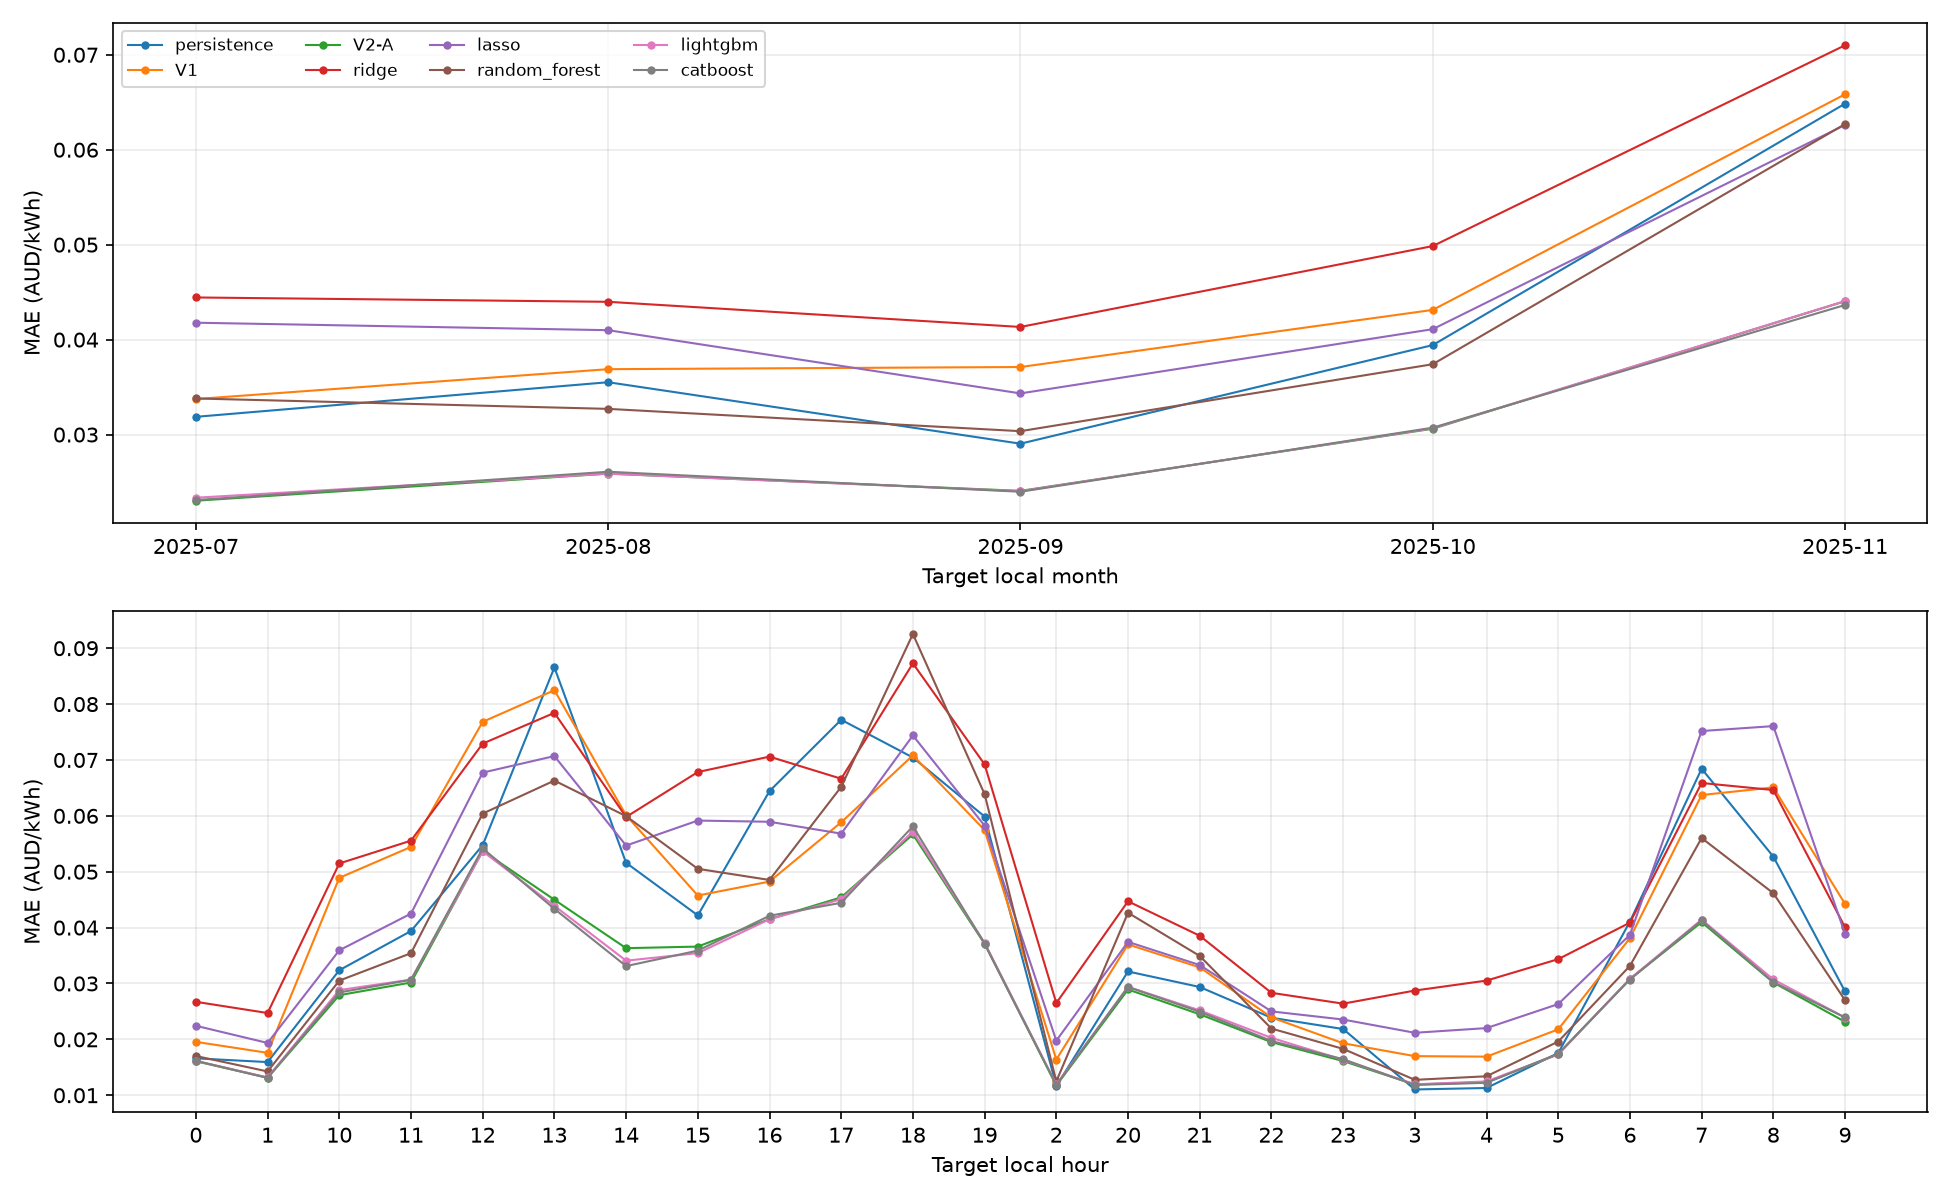 persistence V2-A lasso lightgbm
V1 ridge random_forest catboost
MAE (AUD/kWh)
0.07
0.06
0.05
0.04
0.03
2025-07 2025-08 2025-09 2025-10 2025-11
Target local month
MAE (AUD/kWh)
0.09
0.08
0.07
0.06
0.05
0.04
0.03
0.02
0.01
0 1 10 11 12 13 14 15 16 17 18 19 2 20 21 22 23 3 4 5 6 7 8 9
Target local hour